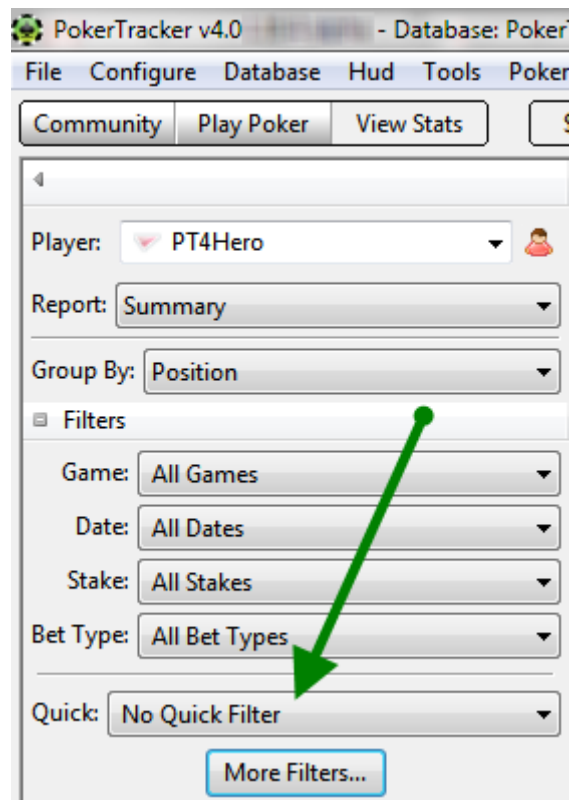 PokerTracker v4.0 - Database: Poker
File Configure Database Hud Tools Poker
Community Play Poker View Stats
Player: PT4Hero
Report: Summary
Group By: Position
Filters
Game: All Games
Date: All Dates
Stake: All Stakes
Bet Type: All Bet Types
Quick: No Quick Filter
More Filters...